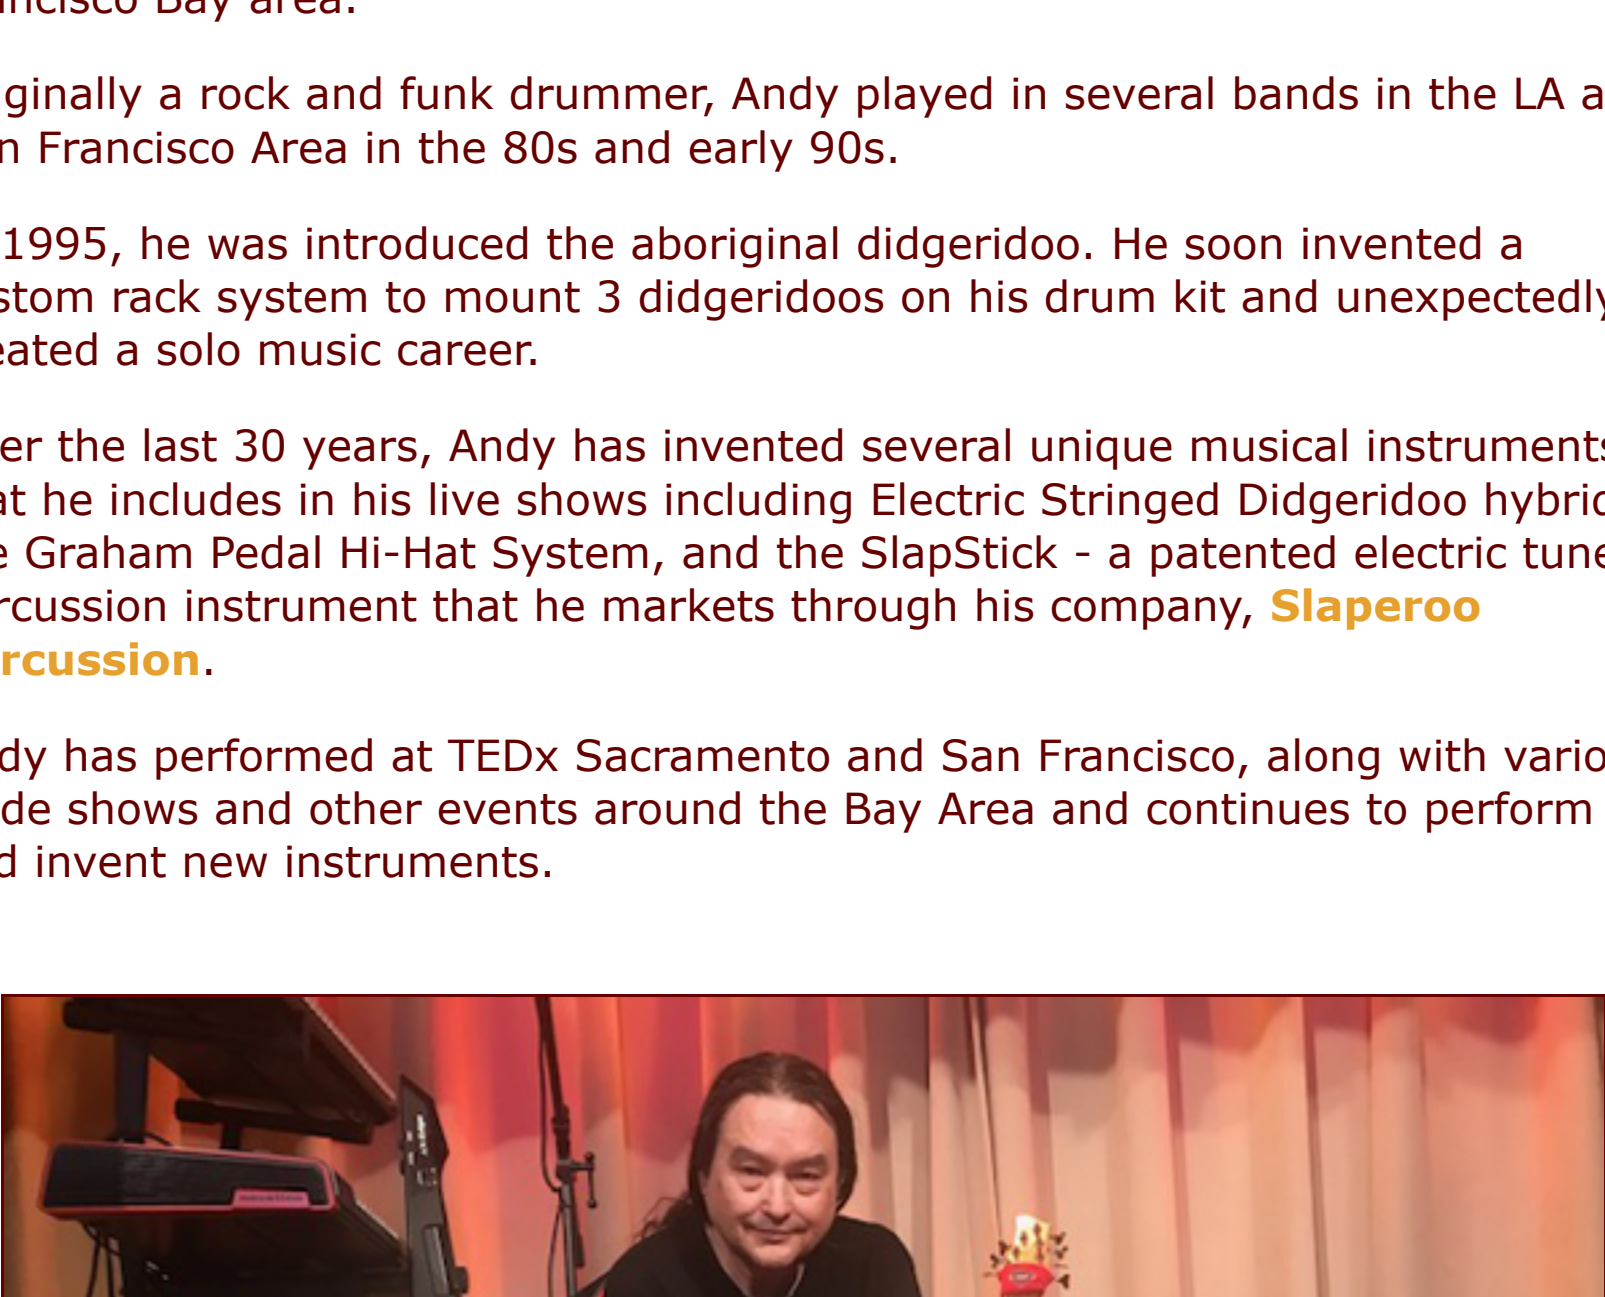 ncisco Bay area.
ginally a rock and funk drummer, Andy played in several bands in the LA a
n Francisco Area in the 80s and early 90s.
1995, he was introduced the aboriginal didgeridoo. He soon invented a
stom rack system to mount 3 didgeridoos on his drum kit and unexpectedly
eated a solo music career.
er the last 30 years, Andy has invented several unique musical instruments
at he includes in his live shows including Electric Stringed Didgeridoo hybrid
e Graham Pedal Hi-Hat System, and the SlapStick - a patented electric tune
rcussion instrument that he markets through his company, Slaperoo
rcussion.
dy has performed at TEDx Sacramento and San Francisco, along with vario
de shows and other events around the Bay Area and continues to perform
d invent new instruments.